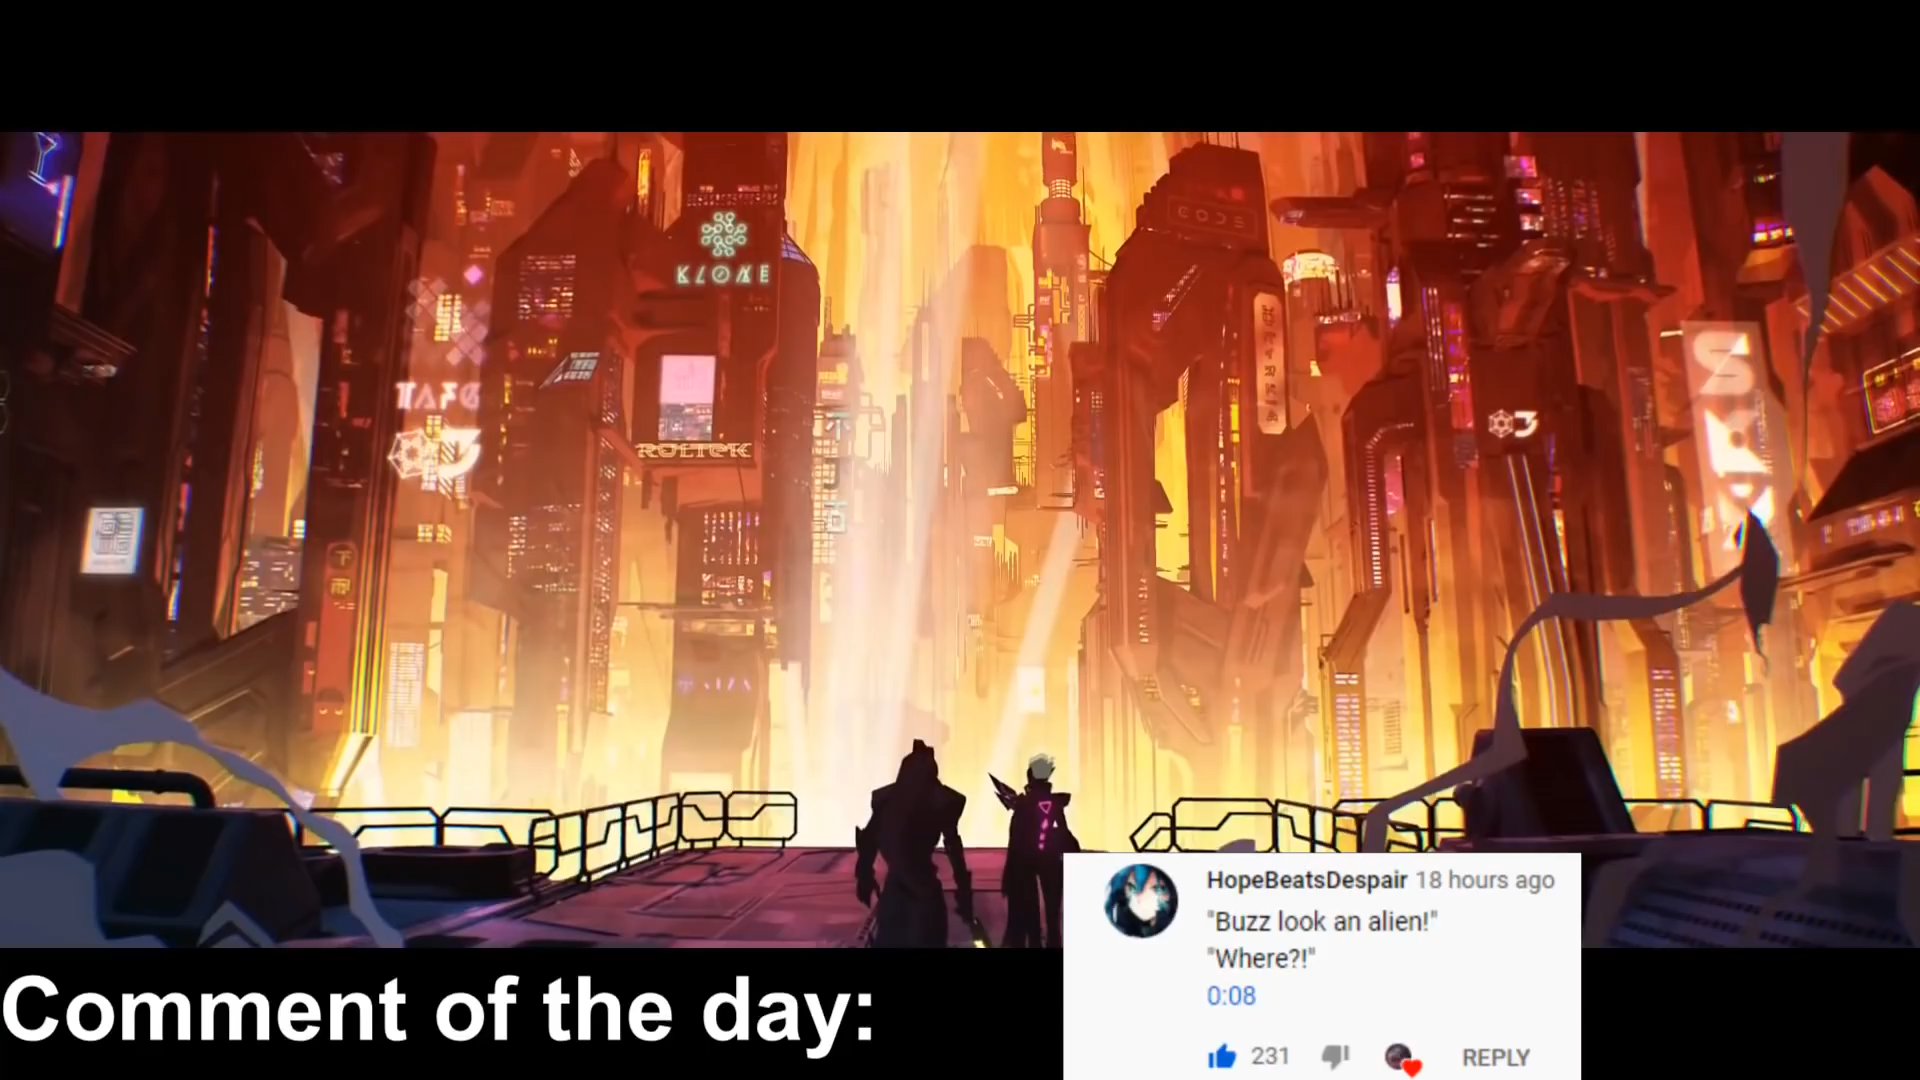 CODE
KLONE
TAFG
ROLTEK
Comment of the day:
HopeBeatsDespair 18 hours ago
"Buzz look an alien!"
"Where?!"
0:08
231
REPLY